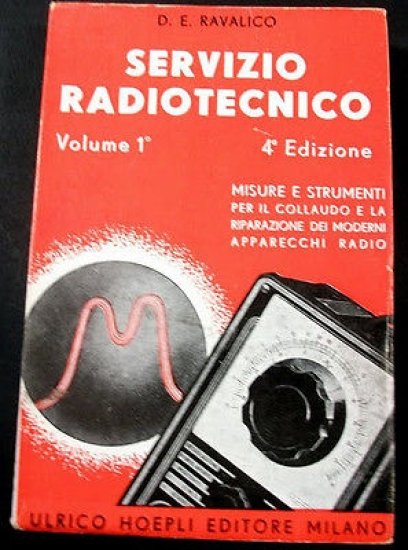 D. E. RAVALICO
SERVIZIO
RADIOTECNICO
Volume 1° 4ª Edizione
MISURE E STRUMENTI
PER IL COLLAUDO E LA
RIPARAZIONE DEI MODERNI
APPARECCHI RADIO
ULRICO HOEPLI EDITORE MILANO